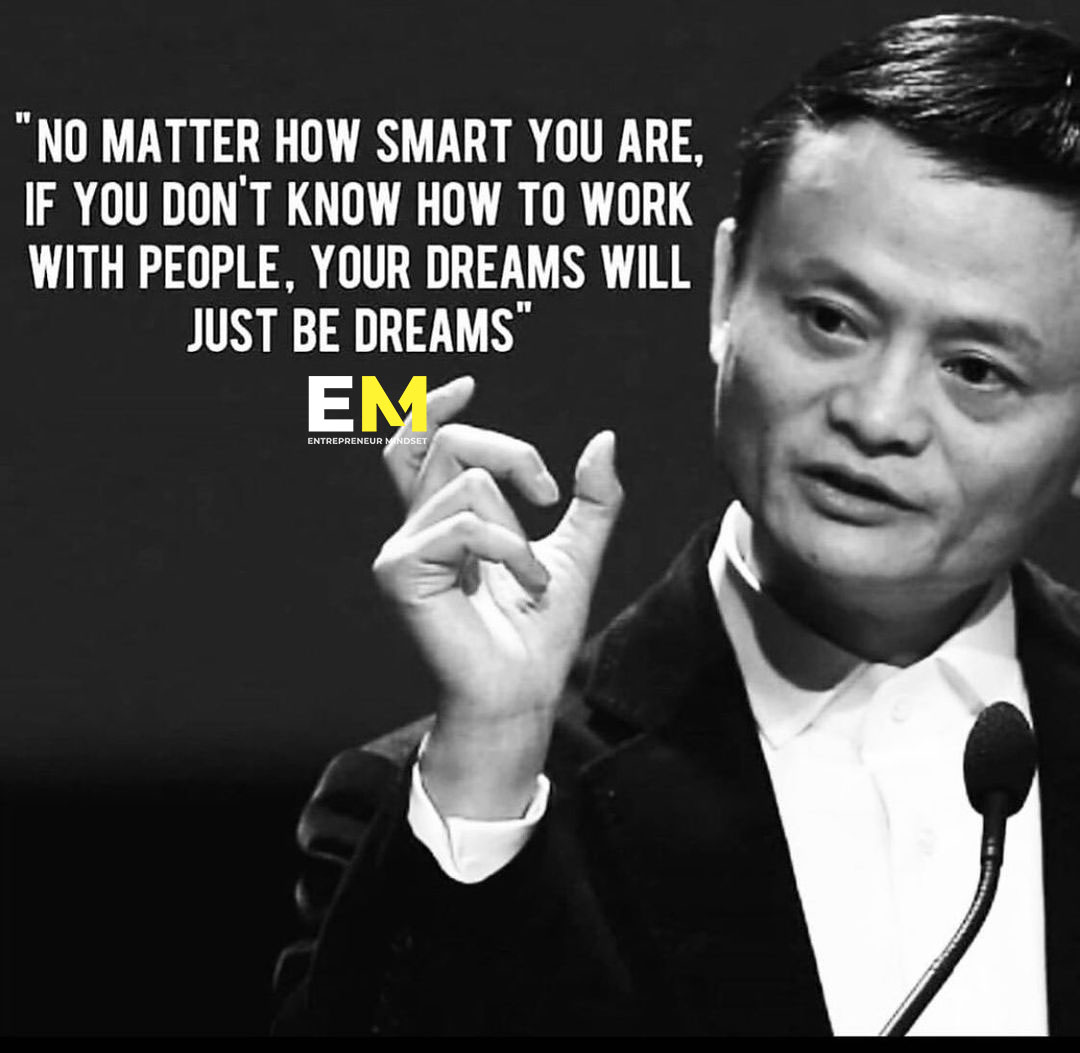 "NO MATTER HOW SMART YOU ARE,
IF YOU DON'T KNOW HOW TO WORK
WITH PEOPLE, YOUR DREAMS WILL
JUST BE DREAMS"
EM
ENTREPRENEUR MINDSET